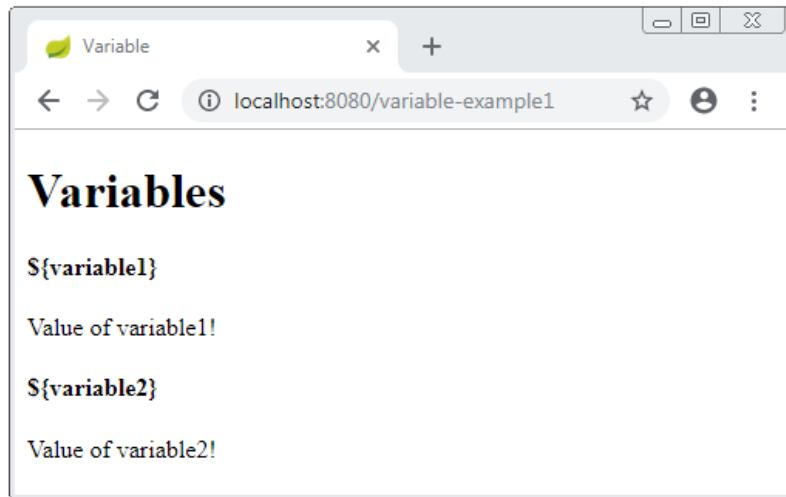 Variable
localhost:8080/variable-example1
Variables
${variable1}
Value of variable1!
${variable2}
Value of variable2!